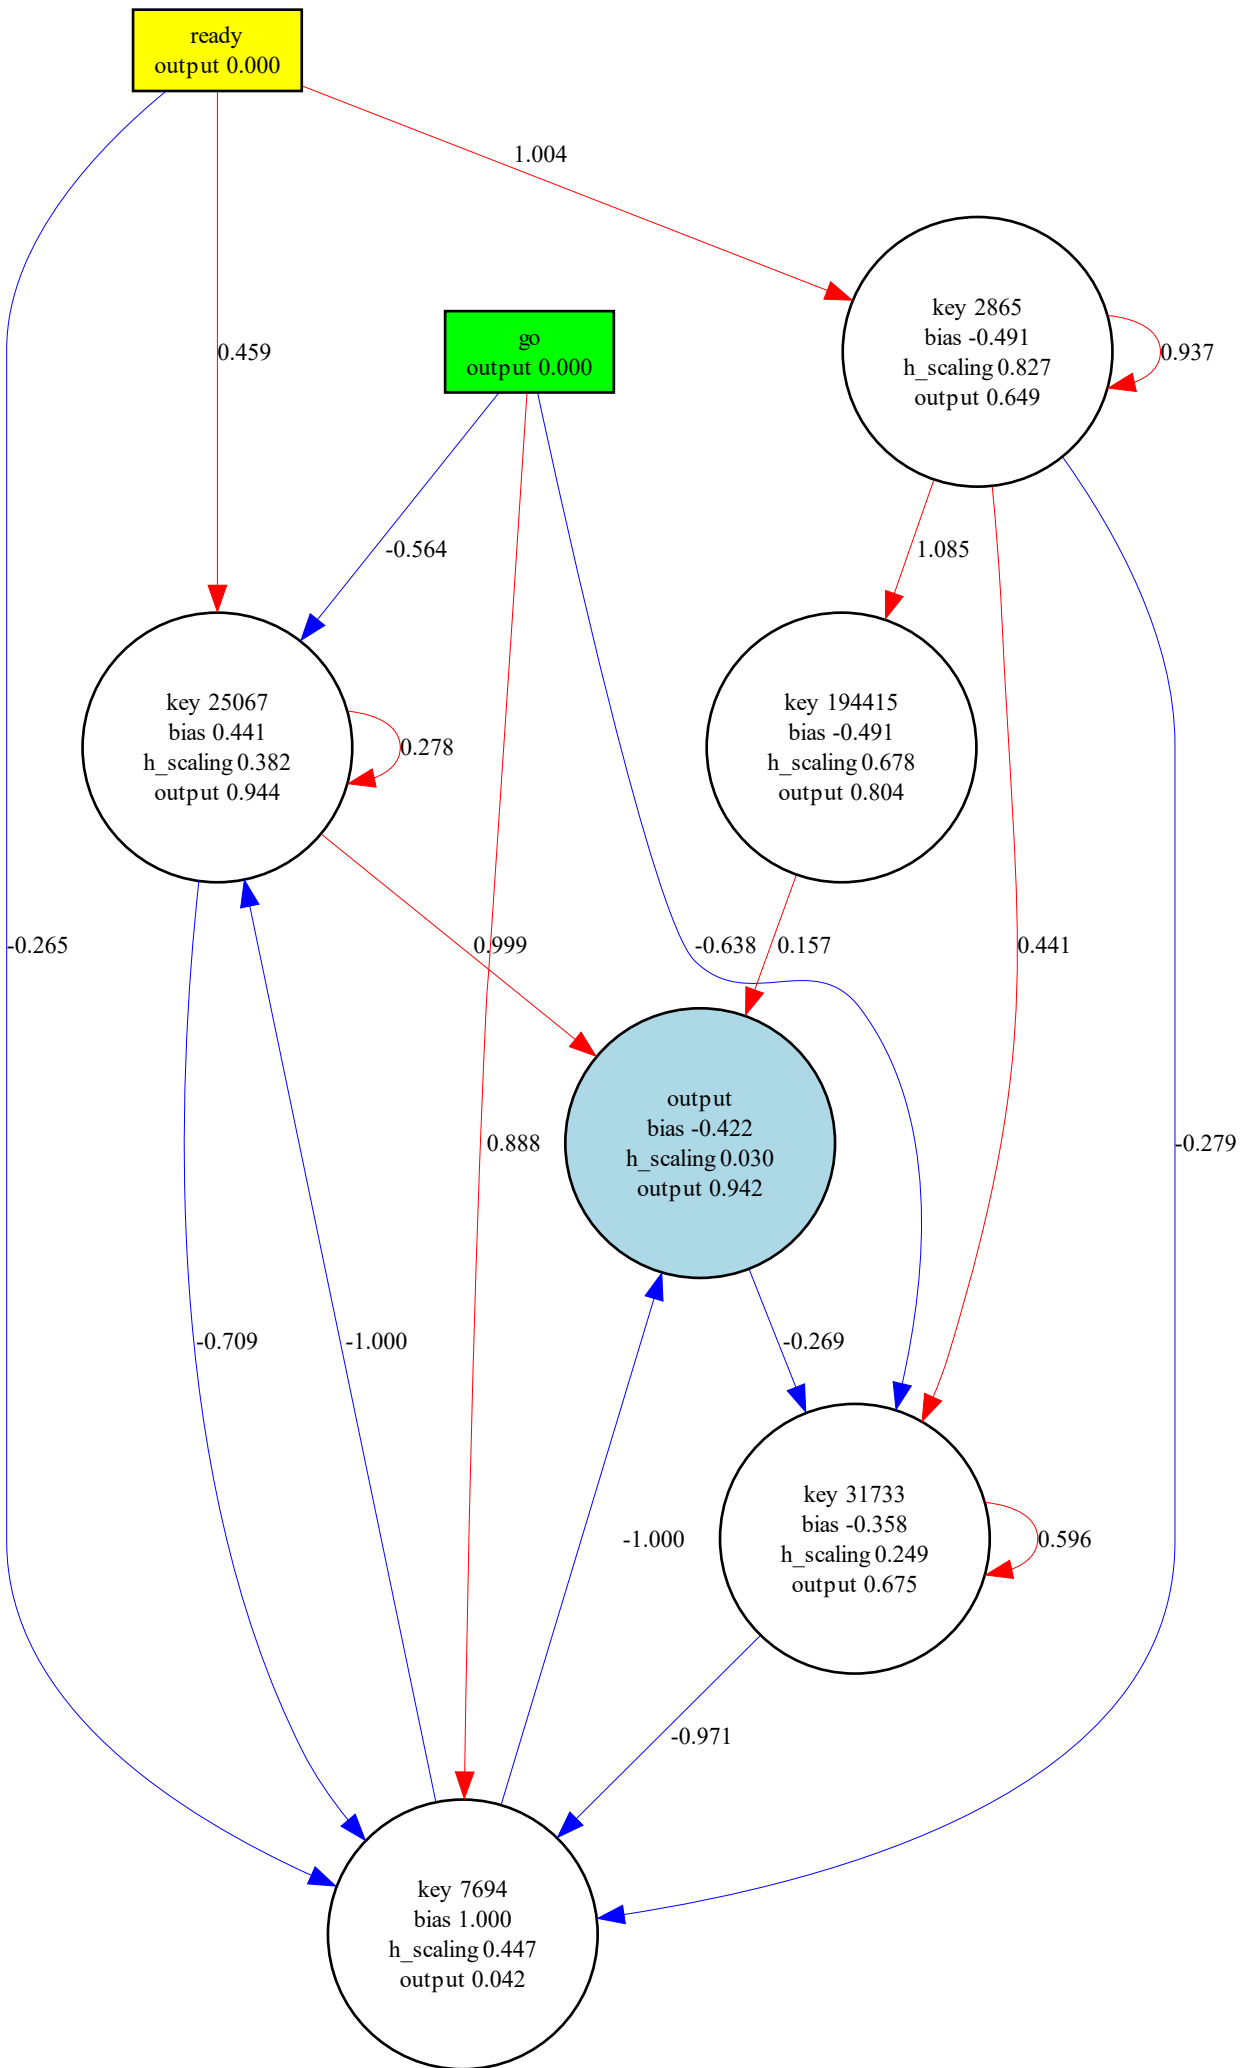 ready
output 0.000
1.004
go
output 0.000
key 2865
bias -0.491
h_scaling 0.827
output 0.649
0.937
0.459
-0.564
1.085
key 25067
bias 0.441
h_scaling 0.382
output 0.944
0.278
key 194415
bias -0.491
h_scaling 0.678
output 0.804
-0.265
0.999
-0.638
0.157
0.441
output
bias -0.422
h_scaling 0.030
output 0.942
0.888
-0.279
-0.709
-1.000
-0.269
key 31733
bias -0.358
h_scaling 0.249
output 0.675
-1.000
0.596
-0.971
key 7694
bias 1.000
h_scaling 0.447
output 0.042